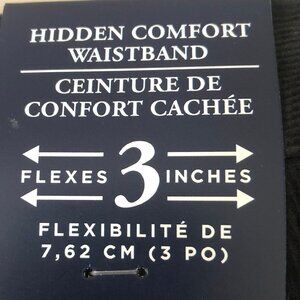 HIDDEN COMFORT
WAISTBAND
CEINTURE DE
CONFORT CACHÉE
FLEXES 3 INCHES
FLEXIBILITÉ DE
7,62 CM (3 PO)